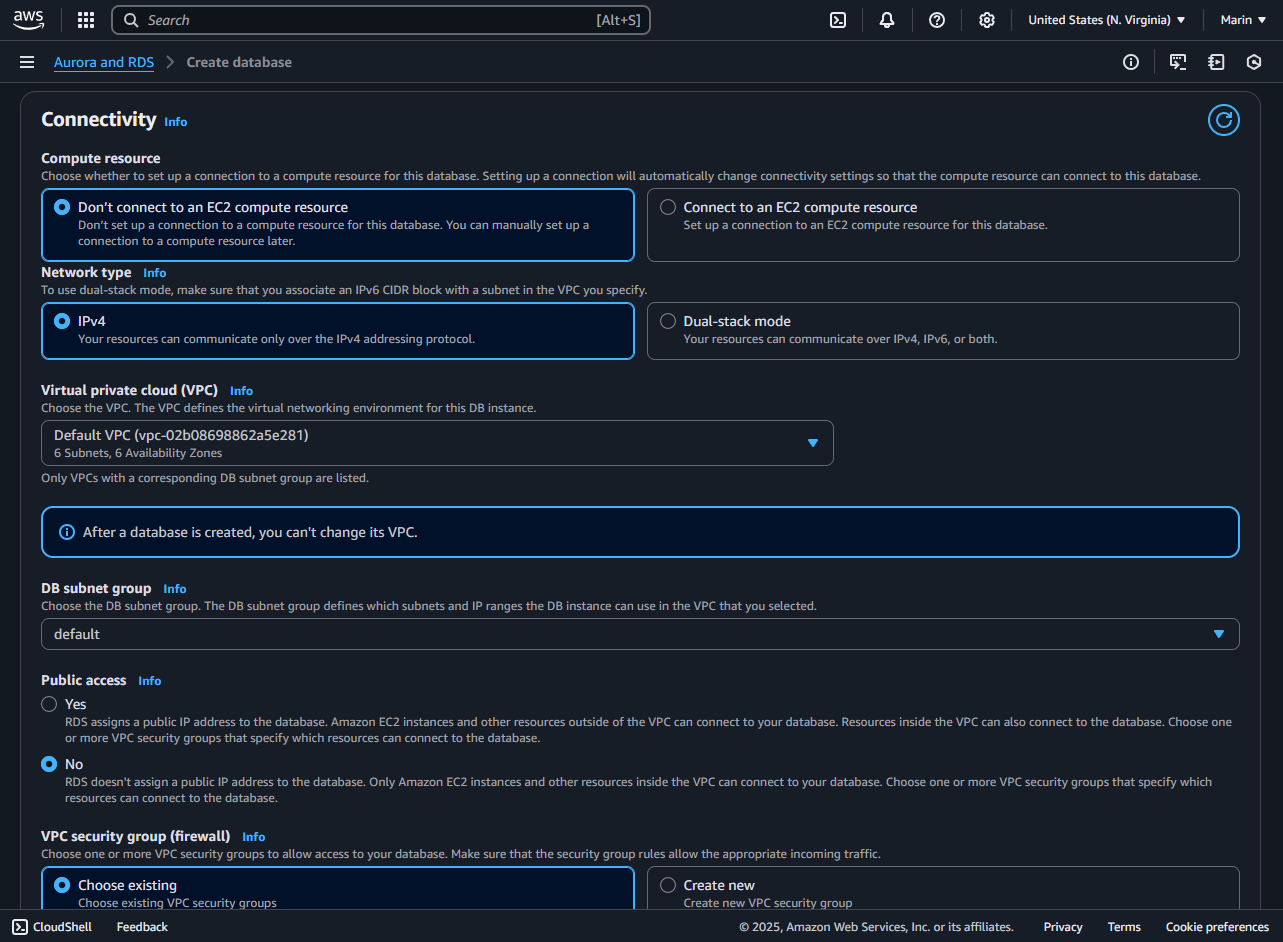 aws
Search [Alt+S]
United States (N. Virginia)
Marin
Aurora and RDS
Create database
Connectivity Info
Compute resource
Choose whether to set up a connection to a compute resource for this database. Setting up a connection will automatically change connectivity settings so that the compute resource can connect to this database.
Don't connect to an EC2 compute resource
Don't set up a connection to a compute resource for this database. You can manually set up a
connection to a compute resource later.
Connect to an EC2 compute resource
Set up a connection to an EC2 compute resource for this database.
Network type Info
To use dual-stack mode, make sure that you associate an IPv6 CIDR block with a subnet in the VPC you specify.
IPv4
Your resources can communicate only over the IPv4 addressing protocol.
Dual-stack mode
Your resources can communicate over IPv4, IPv6, or both.
Virtual private cloud (VPC) Info
Choose the VPC. The VPC defines the virtual networking environment for this DB instance.
Default VPC (vpc-02b08698862a5e281)
6 Subnets, 6 Availability Zones
Only VPCs with a corresponding DB subnet group are listed.
After a database is created, you can't change its VPC.
DB subnet group Info
Choose the DB subnet group. The DB subnet group defines which subnets and IP ranges the DB instance can use in the VPC that you selected.
default
Public access Info
Yes
RDS assigns a public IP address to the database. Amazon EC2 instances and other resources outside of the VPC can connect to your database. Resources inside the VPC can also connect to the database. Choose one
or more VPC security groups that specify which resources can connect to the database.
No
RDS doesn't assign a public IP address to the database. Only Amazon EC2 instances and other resources inside the VPC can connect to your database. Choose one or more VPC security groups that specify which
resources can connect to the database.
VPC security group (firewall) Info
Choose one or more VPC security groups to allow access to your database. Make sure that the security group rules allow the appropriate incoming traffic.
Choose existing
Choose existing VPC security groups
Create new
Create new VPC security group
CloudShell
Feedback
© 2025, Amazon Web Services, Inc. or its affiliates.
Privacy
Terms
Cookie preferences